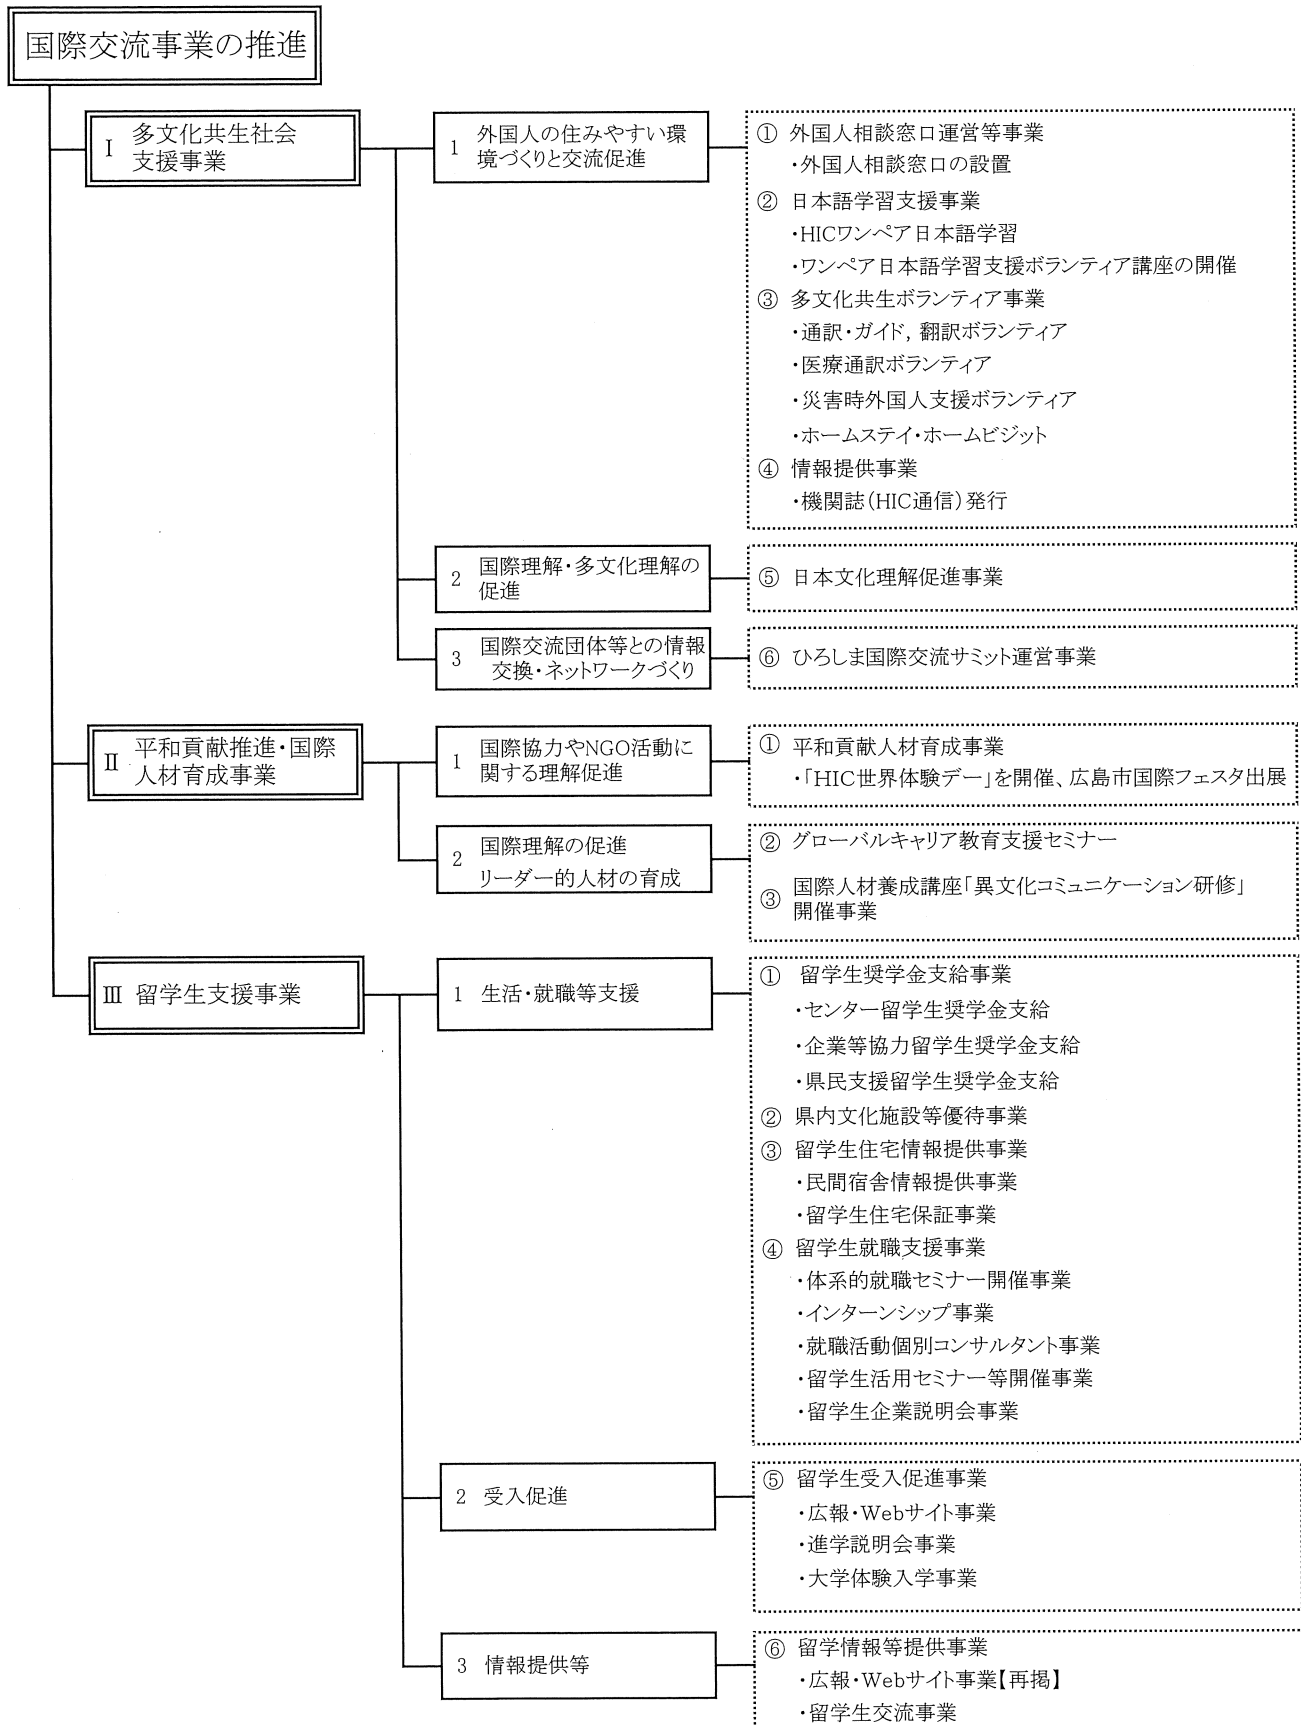 国際交流事業の推進
Ⅰ 多文化共生社会
支援事業
1 外国人の住みやすい環
境づくりと交流促進
① 外国人相談窓口運営等事業
・外国人相談窓口の設置
② 日本語学習支援事業
・HICワンペア日本語学習
・ワンペア日本語学習支援ボランティア講座の開催
③ 多文化共生ボランティア事業
・通訳・ガイド, 翻訳ボランティア
・医療通訳ボランティア
・災害時外国人支援ボランティア
・ホームステイ・ホームビジット
④ 情報提供事業
・機関誌（HIC通信）発行
2 国際理解・多文化理解の
促進
⑤ 日本文化理解促進事業
3 国際交流団体等との情報
交換・ネットワークづくり
⑥ ひろしま国際交流サミット運営事業
Ⅱ 平和貢献推進・国際
人材育成事業
1 国際協力やNGO活動に
関する理解促進
① 平和貢献人材育成事業
・「HIC世界体験デー」を開催、広島市国際フェスタ出展
2 国際理解の促進
リーダー的人材の育成
② グローバルキャリア教育支援セミナー
③ 国際人材養成講座「異文化コミュニケーション研修」
開催事業
Ⅲ 留学生支援事業
1 生活・就職等支援
① 留学生奨学金支給事業
・センター留学生奨学金支給
・企業等協力留学生奨学金支給
・県民支援留学生奨学金支給
② 県内文化施設等優待事業
③ 留学生住宅情報提供事業
・民間宿舎情報提供事業
・留学生住宅保証事業
④ 留学生就職支援事業
・体系的就職セミナー開催事業
・インターンシップ事業
・就職活動個別コンサルタント事業
・留学生活用セミナー等開催事業
・留学生企業説明会事業
2 受入促進
⑤ 留学生受入促進事業
・広報・Webサイト事業
・進学説明会事業
・大学体験入学事業
3 情報提供等
⑥ 留学情報等提供事業
・広報・Webサイト事業【再掲】
・留学生交流事業